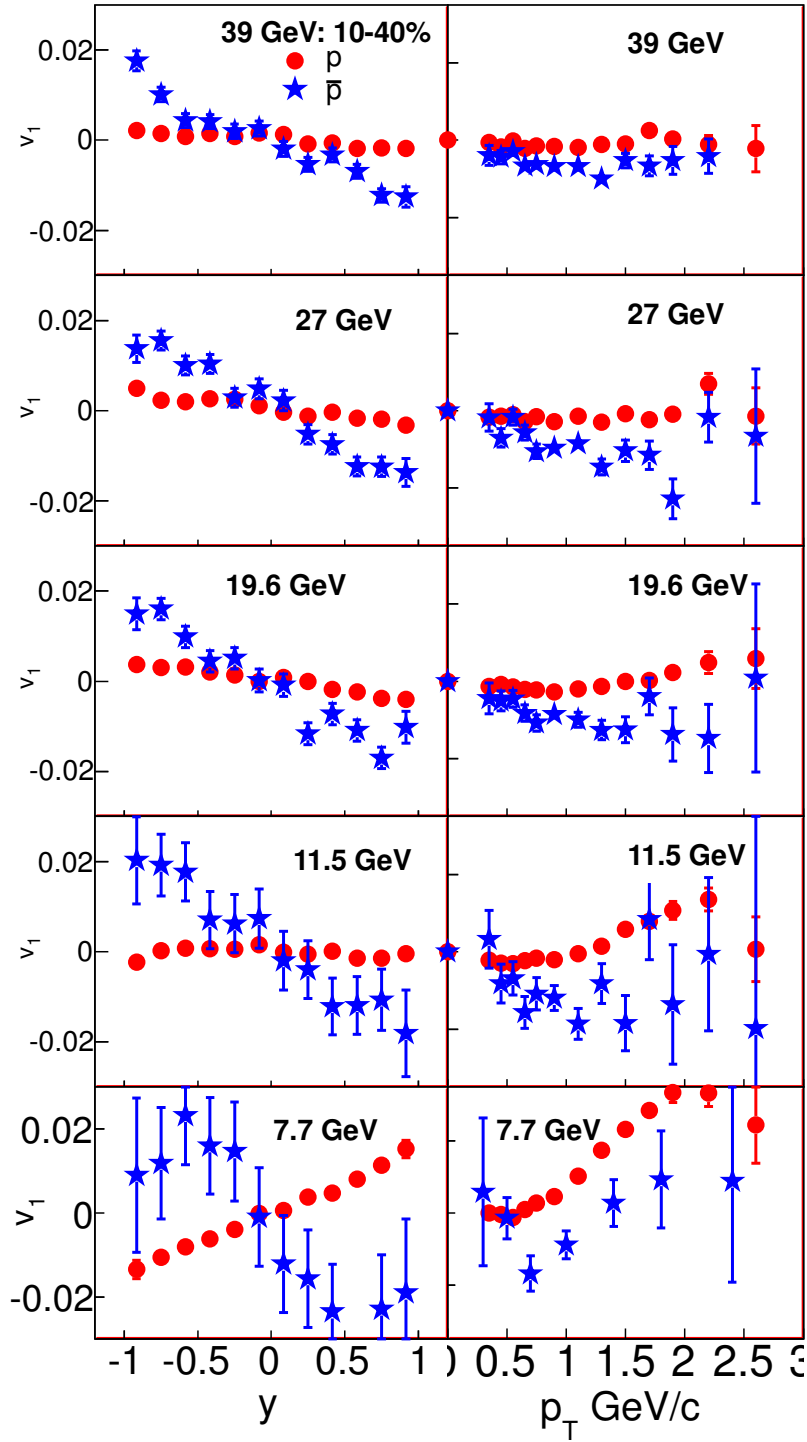 39 GeV: 10-40%
p
p̅
39 GeV
0.02
0
-0.02
v₁
27 GeV
27 GeV
0.02
0
-0.02
v₁
19.6 GeV
19.6 GeV
0.02
0
-0.02
v₁
11.5 GeV
11.5 GeV
0.02
0
-0.02
v₁
7.7 GeV
7.7 GeV
0.02
0
-0.02
v₁
-1 -0.5 0 0.5 1
0 0.5 1 1.5 2 2.5 3
y
p_T GeV/c